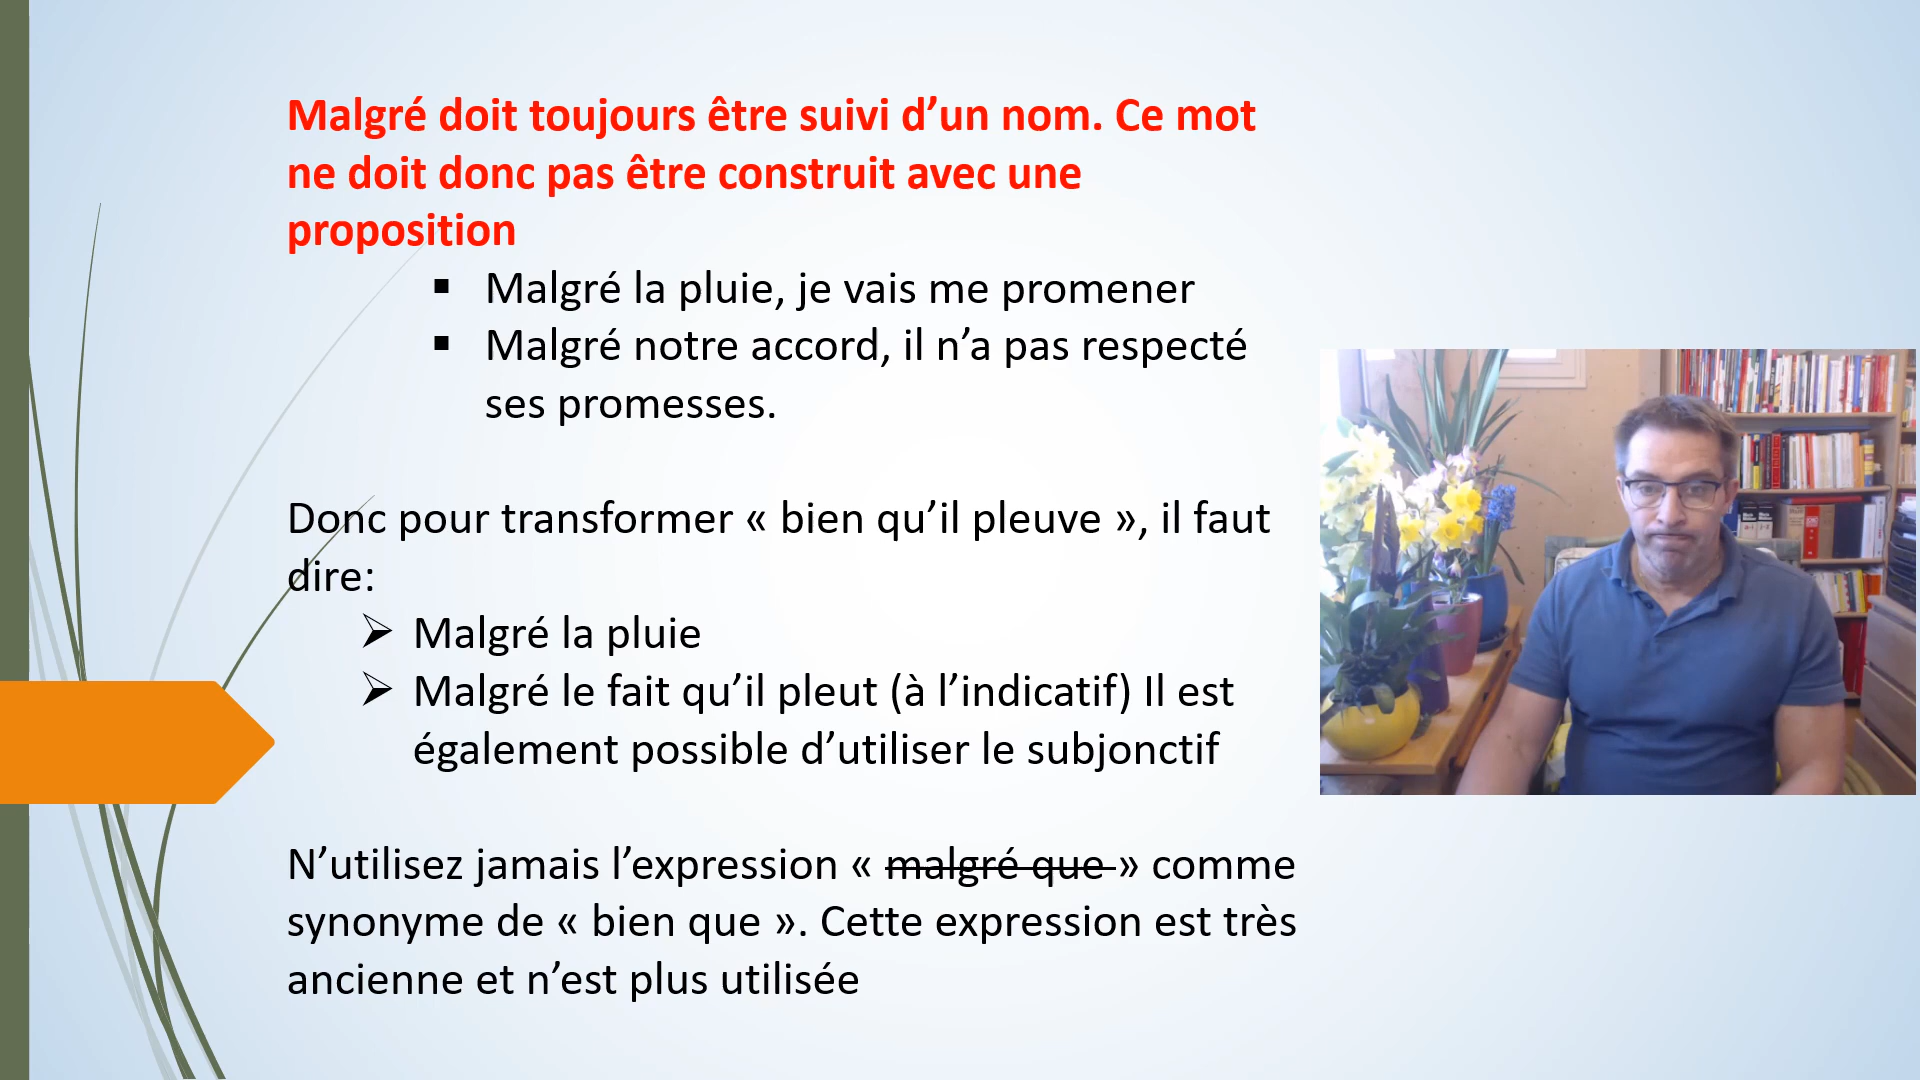 Malgré doit toujours être suivi d’un nom. Ce mot
ne doit donc pas être construit avec une
proposition
▪ Malgré la pluie, je vais me promener
▪ Malgré notre accord, il n’a pas respecté
ses promesses.
Donc pour transformer « bien qu’il pleuve », il faut
dire:
➢ Malgré la pluie
➢ Malgré le fait qu’il pleut (à l’indicatif) Il est
également possible d’utiliser le subjonctif
N’utilisez jamais l’expression « malgré que » comme
synonyme de « bien que ». Cette expression est très
ancienne et n’est plus utilisée